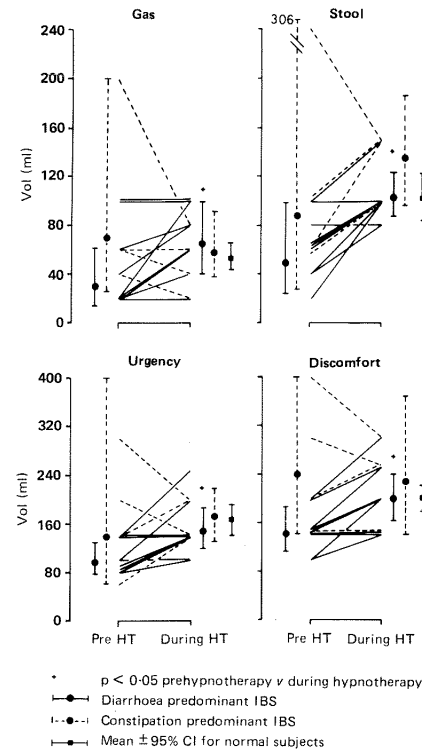 Gas
Stool
240
200
160
120
80
40
0
Vol (ml)
306
*
*
Urgency
Discomfort
400
320
240
160
80
0
Vol (ml)
*
*
Pre HT
During HT
Pre HT
During HT
* p < 0·05 prehypnotherapy v during hypnotherapy
Diarrhoea predominant IBS
Constipation predominant IBS
Mean ±95% CI for normal subjects